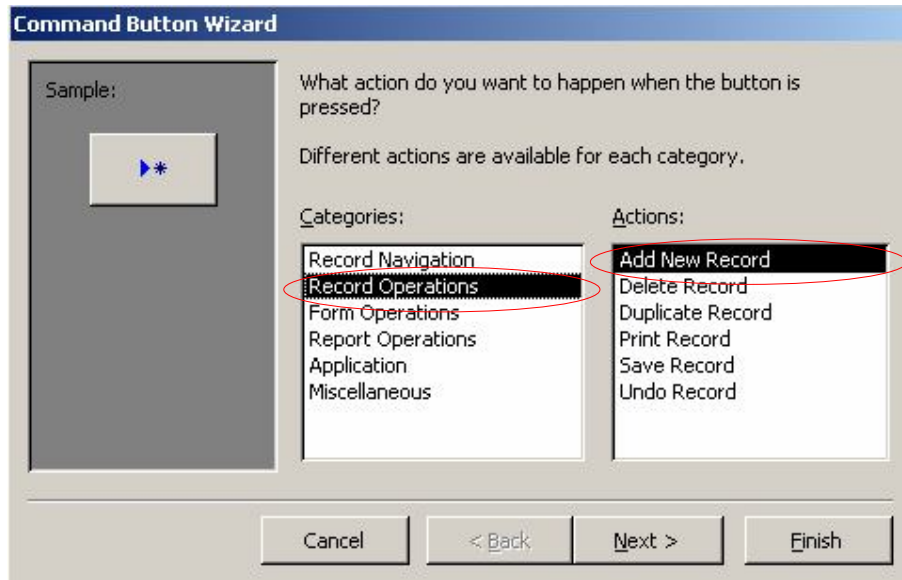 Command Button Wizard
Sample:
What action do you want to happen when the button is
pressed?
Different actions are available for each category.
Categories:
Record Navigation
Record Operations
Form Operations
Report Operations
Application
Miscellaneous
Actions:
Add New Record
Delete Record
Duplicate Record
Print Record
Save Record
Undo Record
Cancel
< Back
Next >
Finish